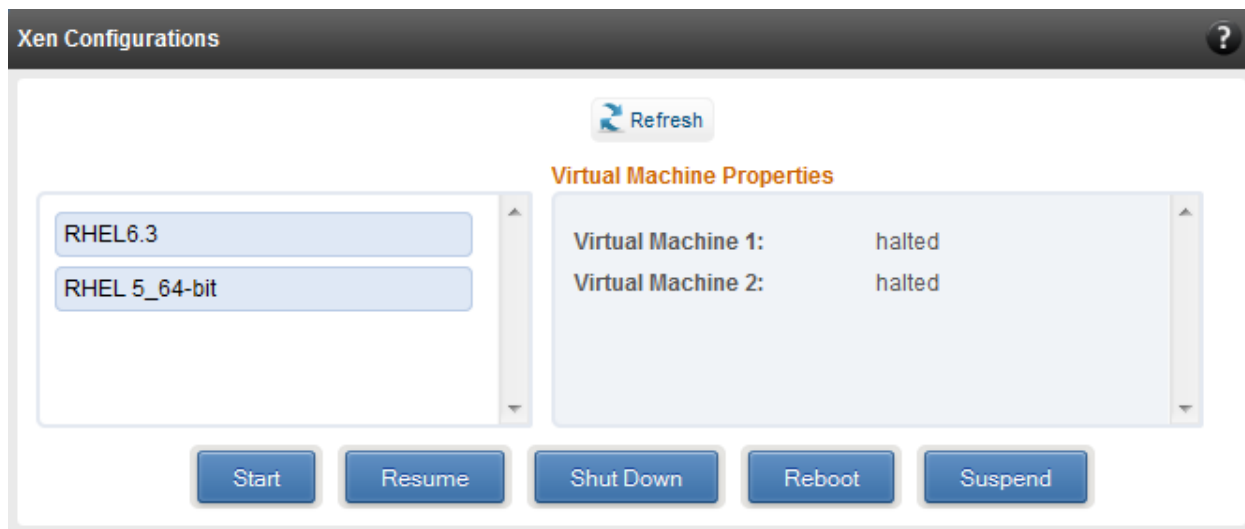 Xen Configurations ?
Refresh
Virtual Machine Properties
RHEL6.3
RHEL 5_64-bit
Virtual Machine 1: halted
Virtual Machine 2: halted
Start Resume Shut Down Reboot Suspend